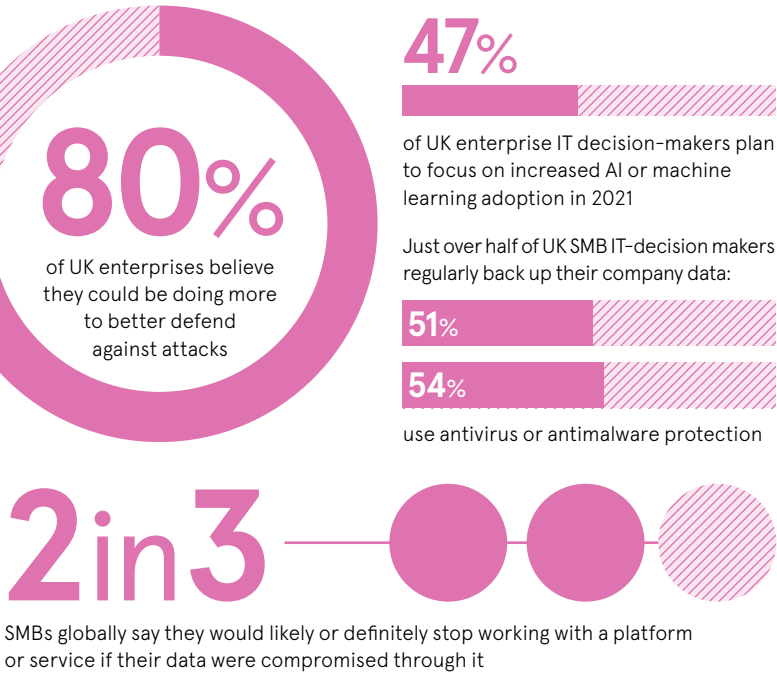 80%
of UK enterprises believe
they could be doing more
to better defend
against attacks
47%
of UK enterprise IT decision-makers plan
to focus on increased AI or machine
learning adoption in 2021
Just over half of UK SMB IT-decision makers
regularly back up their company data:
51%
54%
use antivirus or antimalware protection
2in3
SMBs globally say they would likely or definitely stop working with a platform
or service if their data were compromised through it